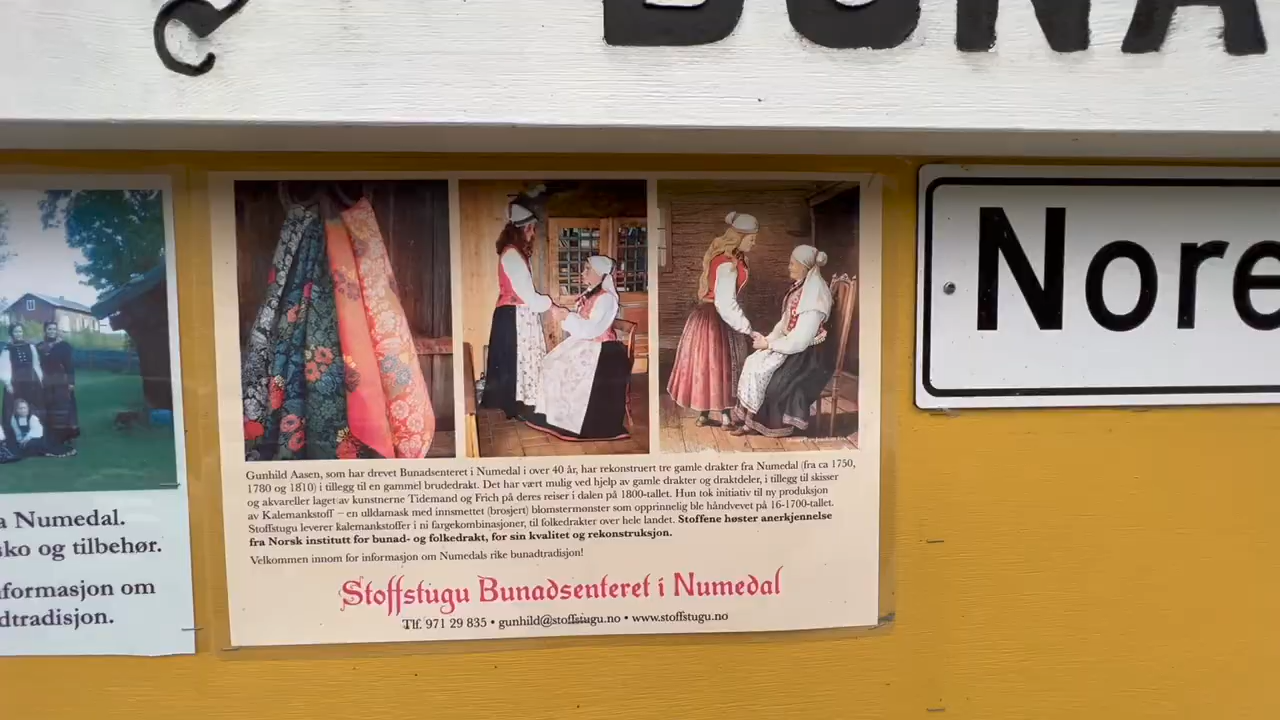 BUNA
a Numedal.
sko og tilbehør.
nformasjon om
dtradisjon.
Gunhild Aasen, som har drevet Bunadsenteret i Numedal i over 40 år, har rekonstruert tre gamle drakter fra Numedal (fra ca 1750,
1780 og 1810) i tillegg til en gammel brudedrakt. Det har vært mulig ved hjelp av gamle drakter og draktdeler, i tillegg til skisser
og akvareller laget av kunstnerne Tidemand og Frich på deres reiser i dalen på 1800-tallet. Hun tok initiativ til ny produksjon
av Kalemankstoff – en ulldamask med innsmettet (brosjert) blomstermønster som opprinnelig ble håndvevet på 16-1700-tallet.
Stoffstugu leverer kalemankstoffer i ni fargekombinasjoner, til folkedrakter over hele landet. Stoffene høster anerkjennelse
fra Norsk institutt for bunad- og folkedrakt, for sin kvalitet og rekonstruksjon.
Velkommen innom for informasjon om Numedals rike bunadtradisjon!
Stoffstugu Bunadsenteret i Numedal
Tlf. 971 29 835 • gunhild@stoffstugu.no • www.stoffstugu.no
Nore